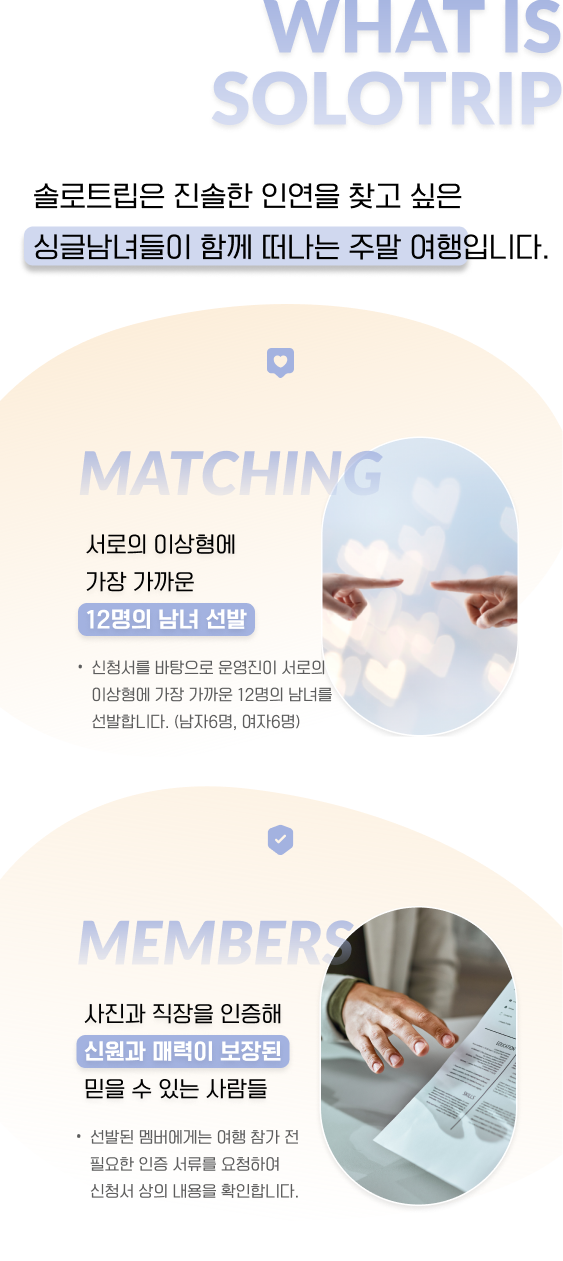 WHAT IS
SOLOTRIP
솔로트립은 진솔한 인연을 찾고 싶은
싱글남녀들이 함께 떠나는 주말 여행입니다.
MATCHING
서로의 이상형에
가장 가까운
12명의 남녀 선발
• 신청서를 바탕으로 운영진이 서로의
이상형에 가장 가까운 12명의 남녀를
선발합니다. (남자6명, 여자6명)
MEMBERS
사진과 직장을 인증해
신원과 매력이 보장된
믿을 수 있는 사람들
• 선발된 멤버에게는 여행 참가 전
필요한 인증 서류를 요청하여
신청서 상의 내용을 확인합니다.